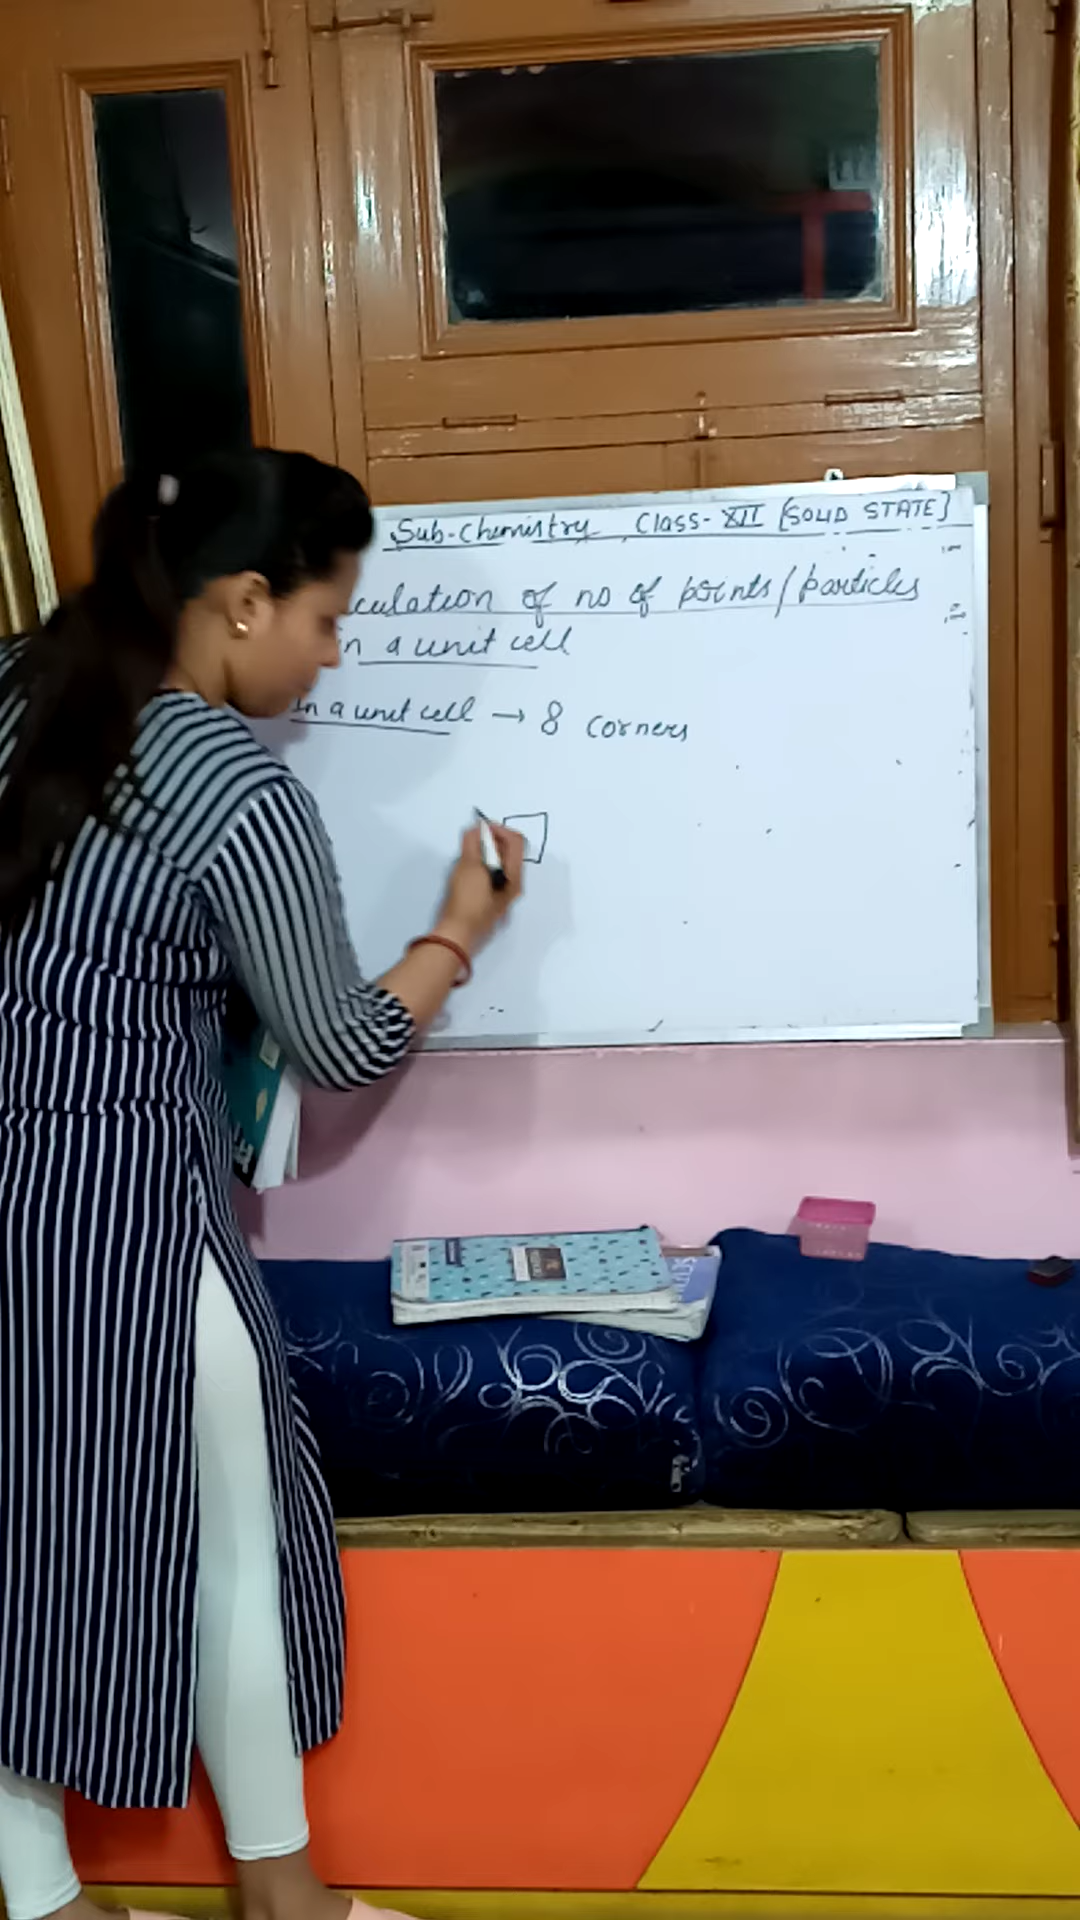 Sub-Chemistry, Class-XII [SOLID STATE]
culation of no of points/particles
in a unit cell
In a unit cell → 8 corners